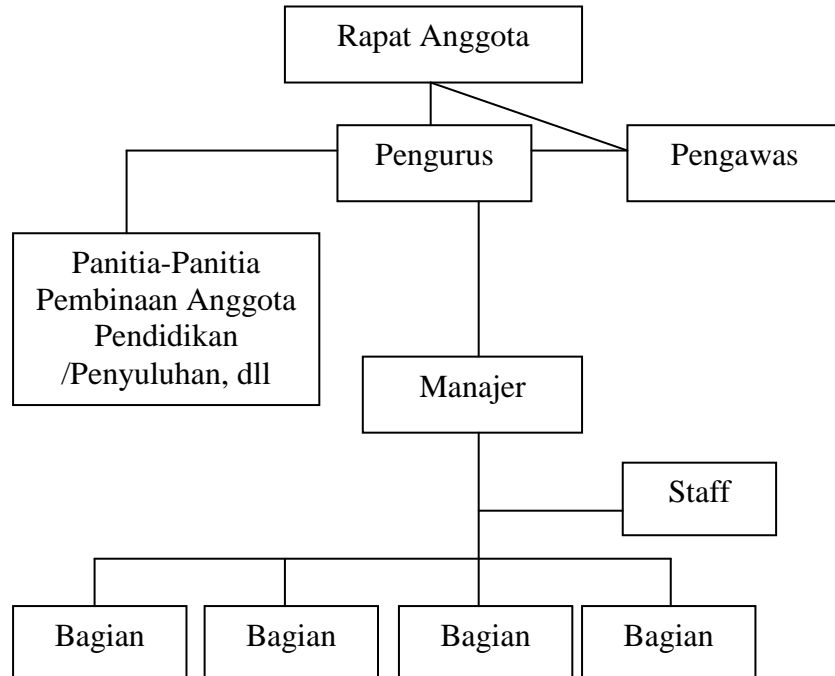 Rapat Anggota
Pengurus
Pengawas
Panitia-Panitia
Pembinaan Anggota
Pendidikan
/Penyuluhan, dll
Manajer
Staff
Bagian
Bagian
Bagian
Bagian